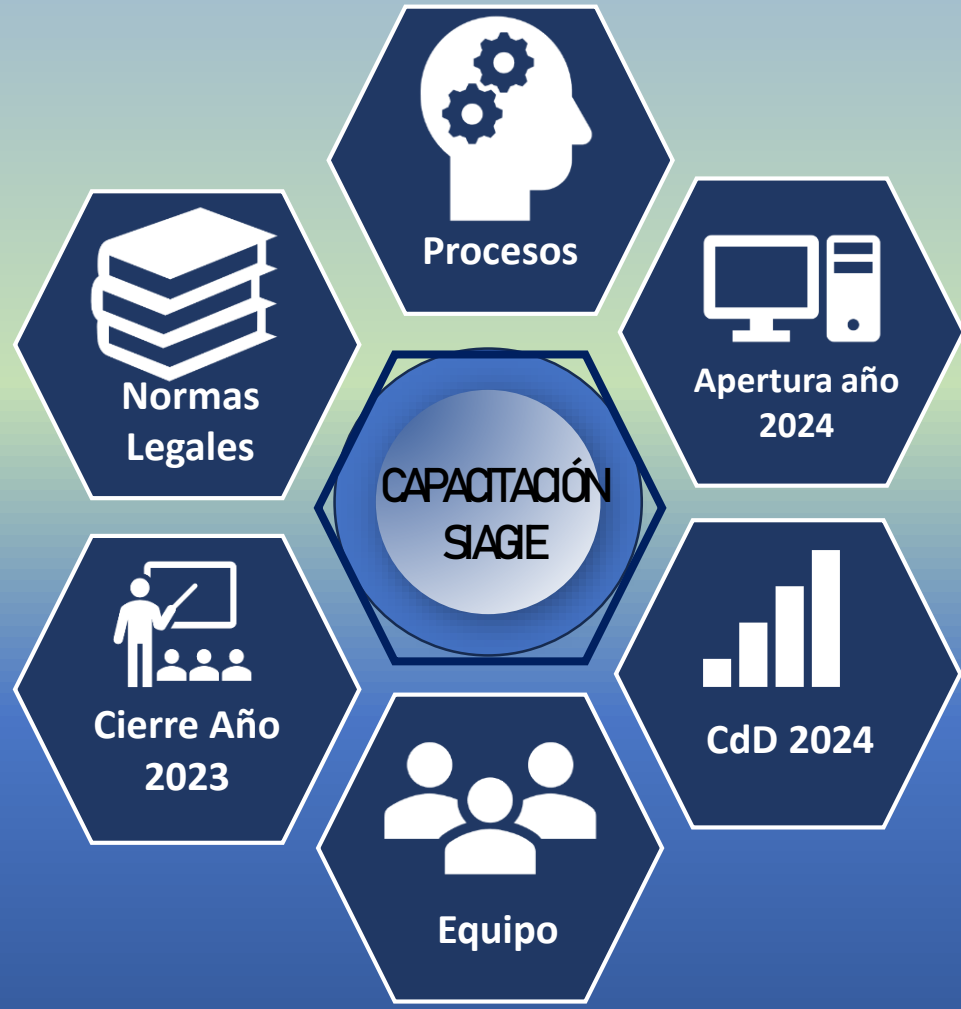 Procesos
Normas
Legales
Apertura año
2024
CAPACITACIÓN
SIAGIE
Cierre Año
2023
CdD 2024
Equipo